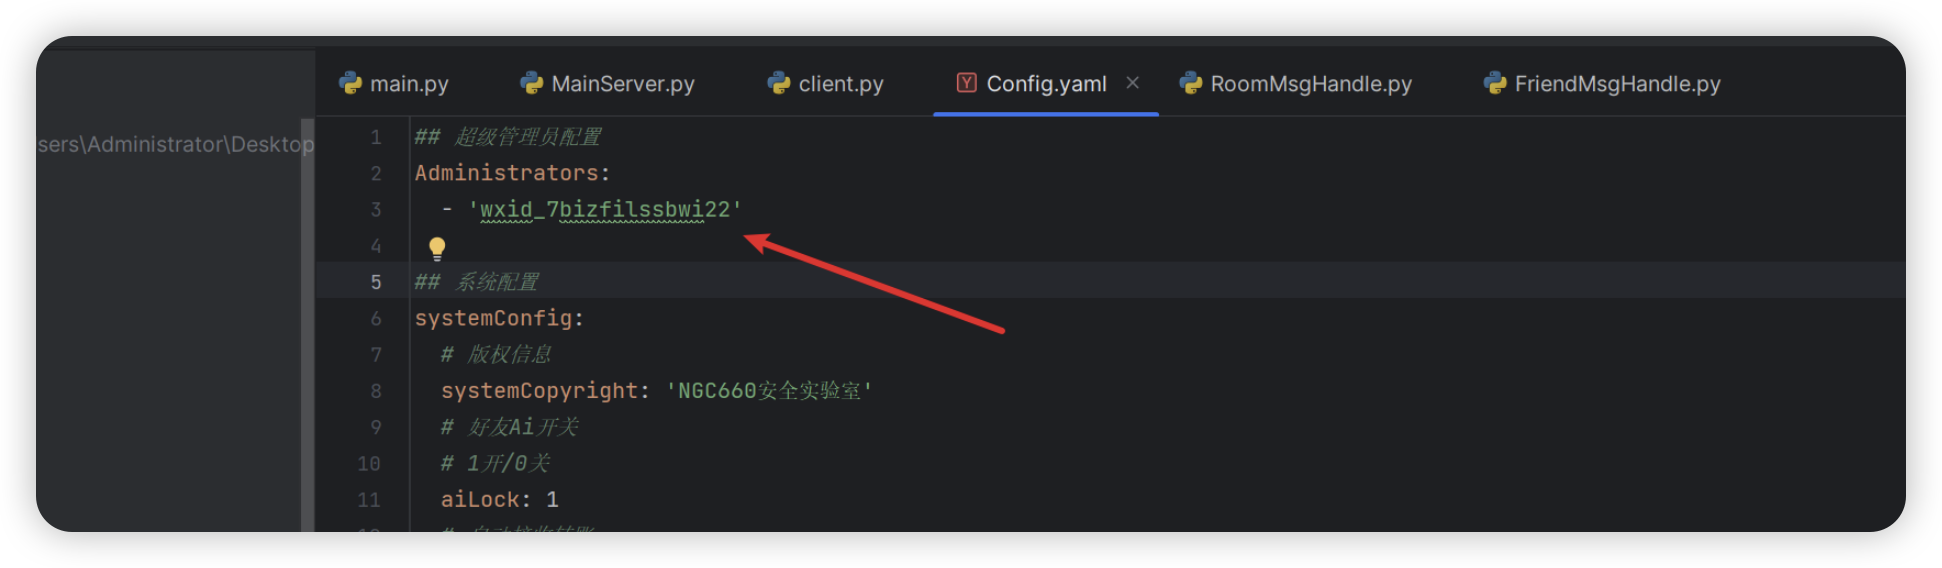 main.py MainServer.py client.py Config.yaml RoomMsgHandle.py FriendMsgHandle.py
sers\Administrator\Desktop
1 ## 超级管理员配置
2 Administrators:
3 - 'wxid_7bizfilssbwi22'
4
5 ## 系统配置
6 systemConfig:
7 # 版权信息
8 systemCopyright: 'NGC660安全实验室'
9 # 好友Ai开关
10 # 1开/0关
11 aiLock: 1